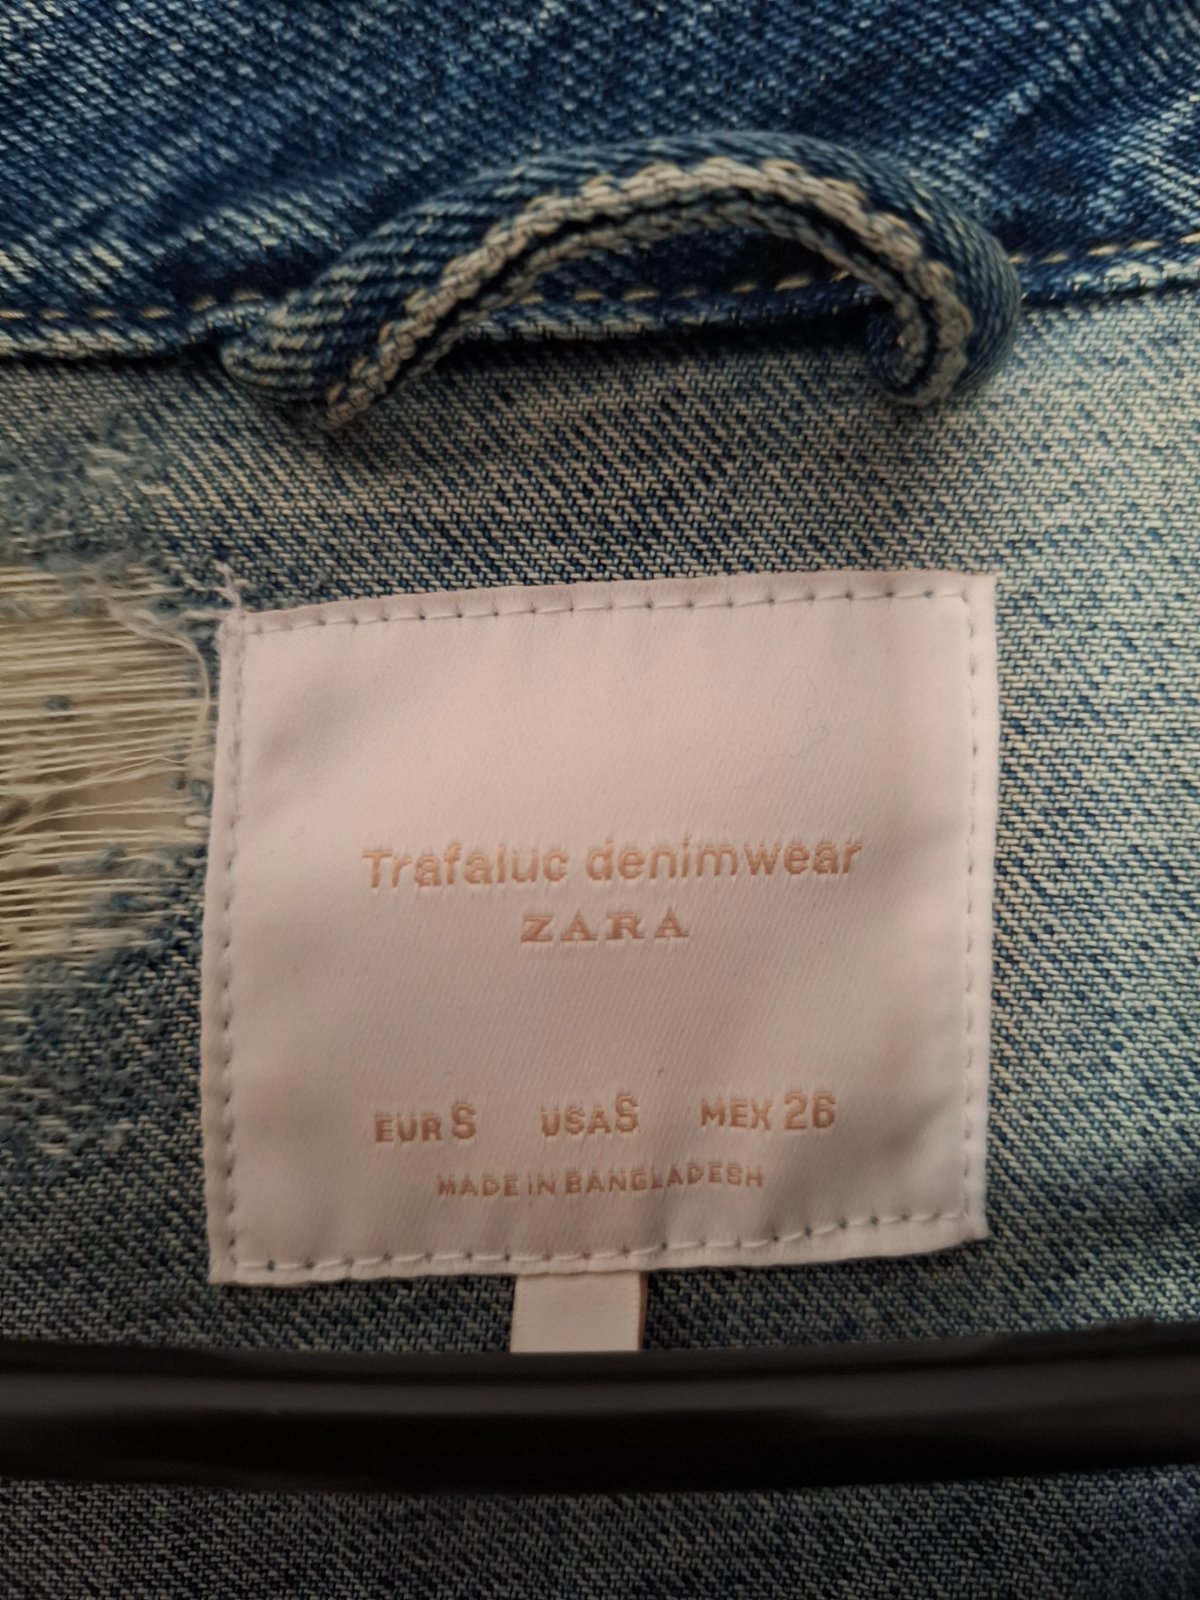 Trafaluc denimwear
ZARA
EUR S USA S MEX 26
MADE IN BANGLADESH